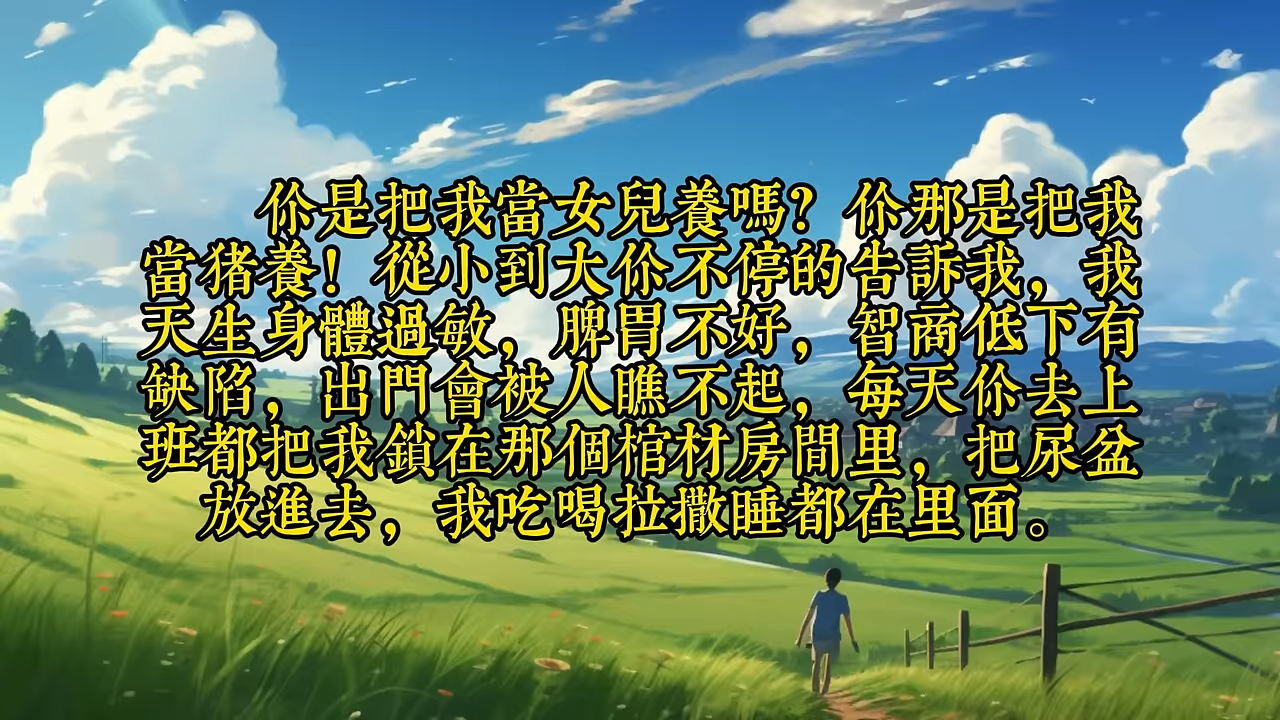 你是把我當女兒養嗎？你那是把我
當猪養！從小到大你不停的告訴我，我
天生身體過敏，脾胃不好，智商低下有
缺陷，出門會被人瞧不起，每天你去上
班都把我鎖在那個棺材房間里，把尿盆
放進去，我吃喝拉撒睡都在里面。